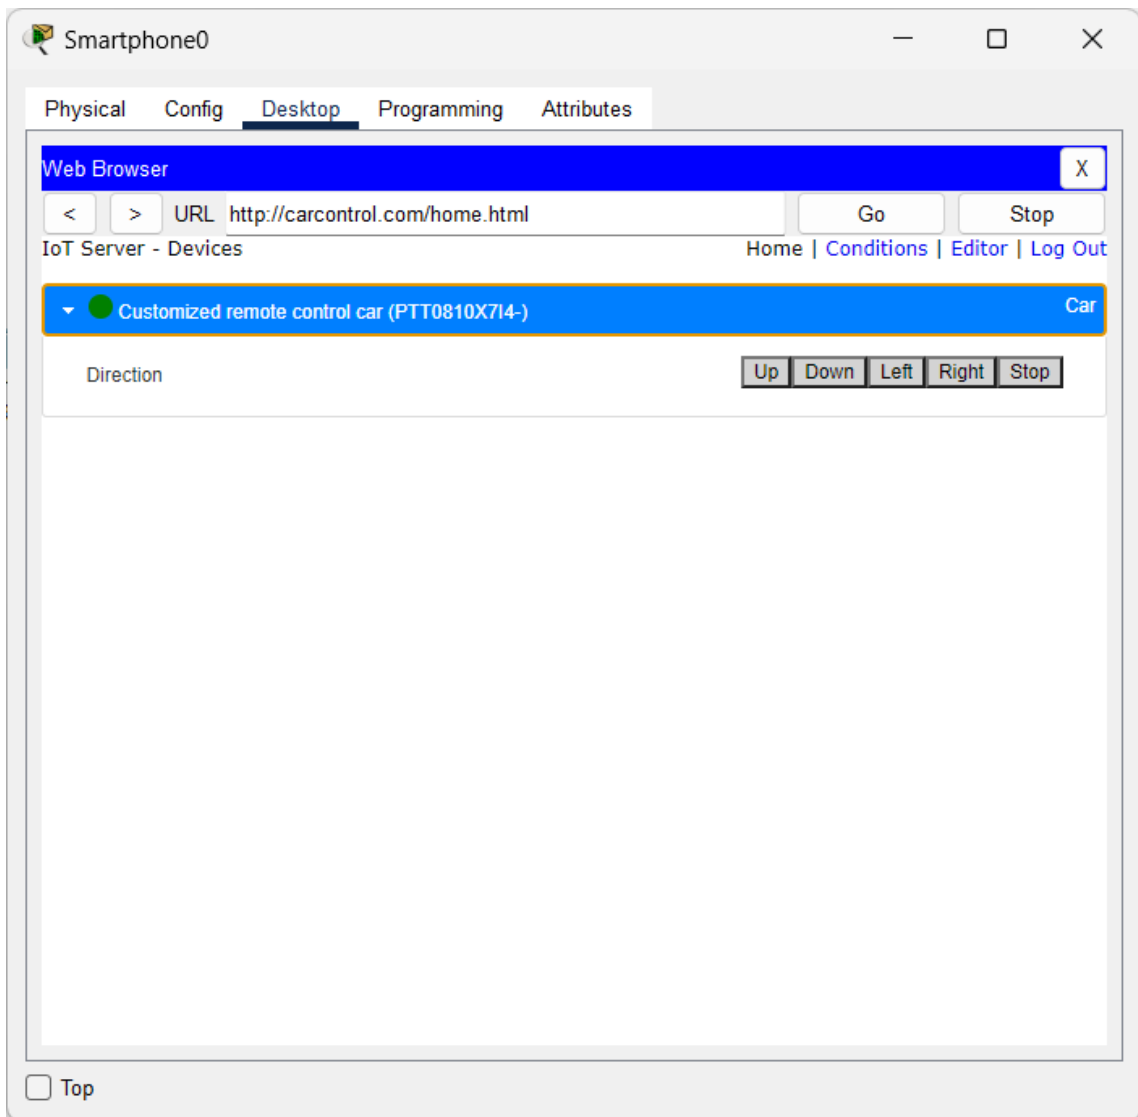 Smartphone0
Physical Config Desktop Programming Attributes
Web Browser X
< > URL http://carcontrol.com/home.html Go Stop
IoT Server - Devices Home | Conditions | Editor | Log Out
Customized remote control car (PTT0810X7I4-) Car
Direction Up Down Left Right Stop
Top